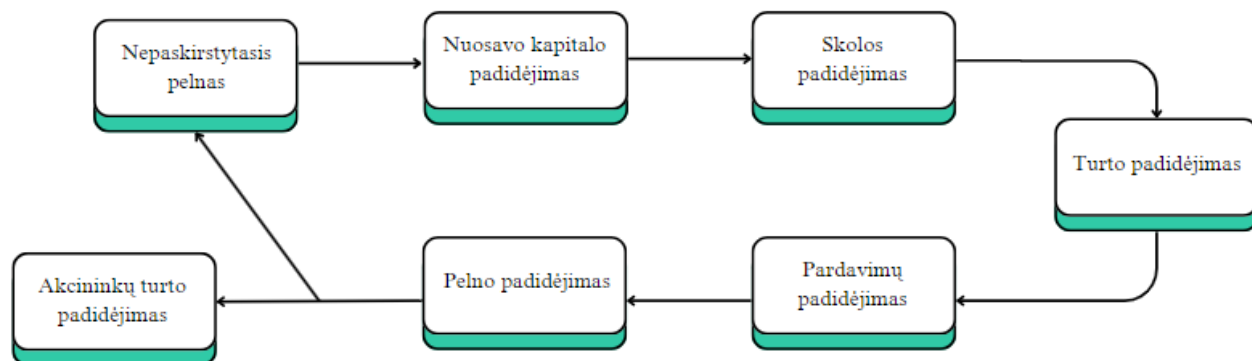 Nepaskirstytasis
pelnas
Nuosavo kapitalo
padidėjimas
Skolos
padidėjimas
Turto padidėjimas
Pardavimų
padidėjimas
Pelno padidėjimas
Akcininkų turto
padidėjimas